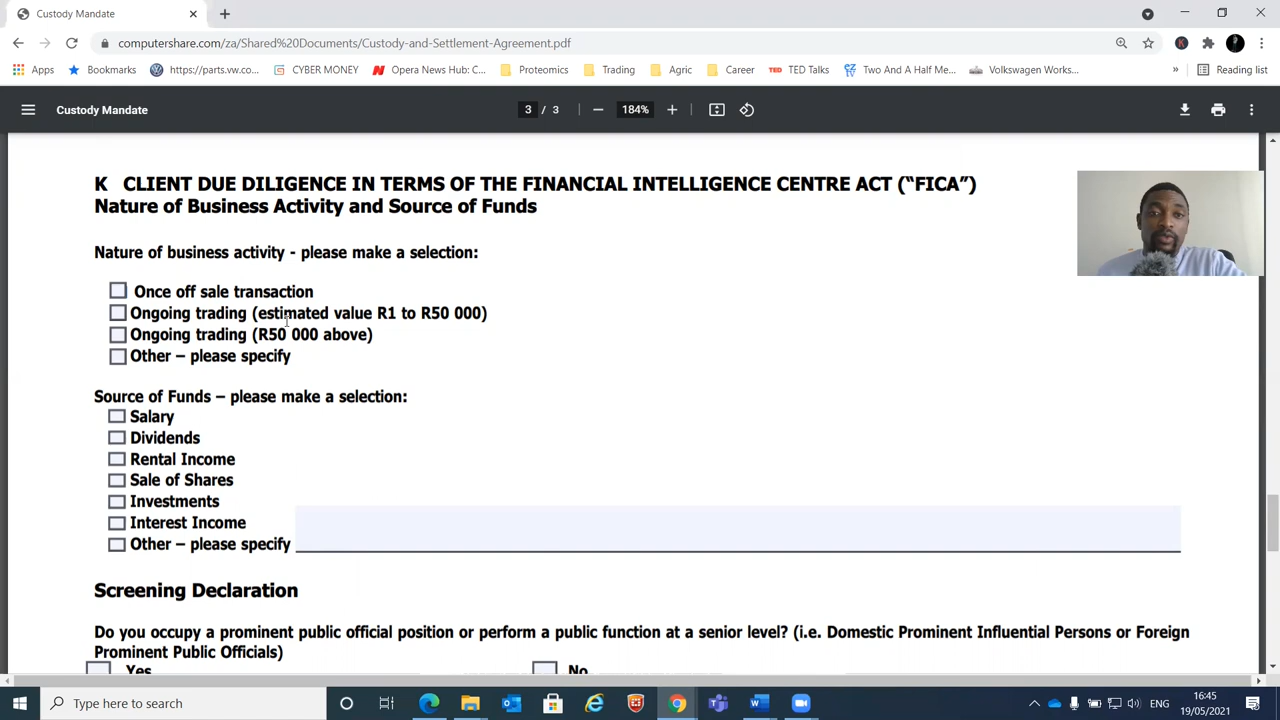 Custody Mandate
computershare.com/za/Shared%20Documents/Custody-and-Settlement-Agreement.pdf
Apps
Bookmarks
https://parts.vw.co...
CYBER MONEY
Opera News Hub: C...
Proteomics
Trading
Agric
Career
TED
TED Talks
Two And A Half Me...
Volkswagen Works...
»
Reading list
Custody Mandate
3 / 3
184%
K CLIENT DUE DILIGENCE IN TERMS OF THE FINANCIAL INTELLIGENCE CENTRE ACT (“FICA”)
Nature of Business Activity and Source of Funds
Nature of business activity - please make a selection:
Once off sale transaction
Ongoing trading (estimated value R1 to R50 000)
Ongoing trading (R50 000 above)
Other – please specify
Source of Funds – please make a selection:
Salary
Dividends
Rental Income
Sale of Shares
Investments
Interest Income
Other – please specify
Screening Declaration
Do you occupy a prominent public official position or perform a public function at a senior level? (i.e. Domestic Prominent Influential Persons or Foreign
Prominent Public Officials)
Yes
No
Type here to search
ENG
16:45
19/05/2021